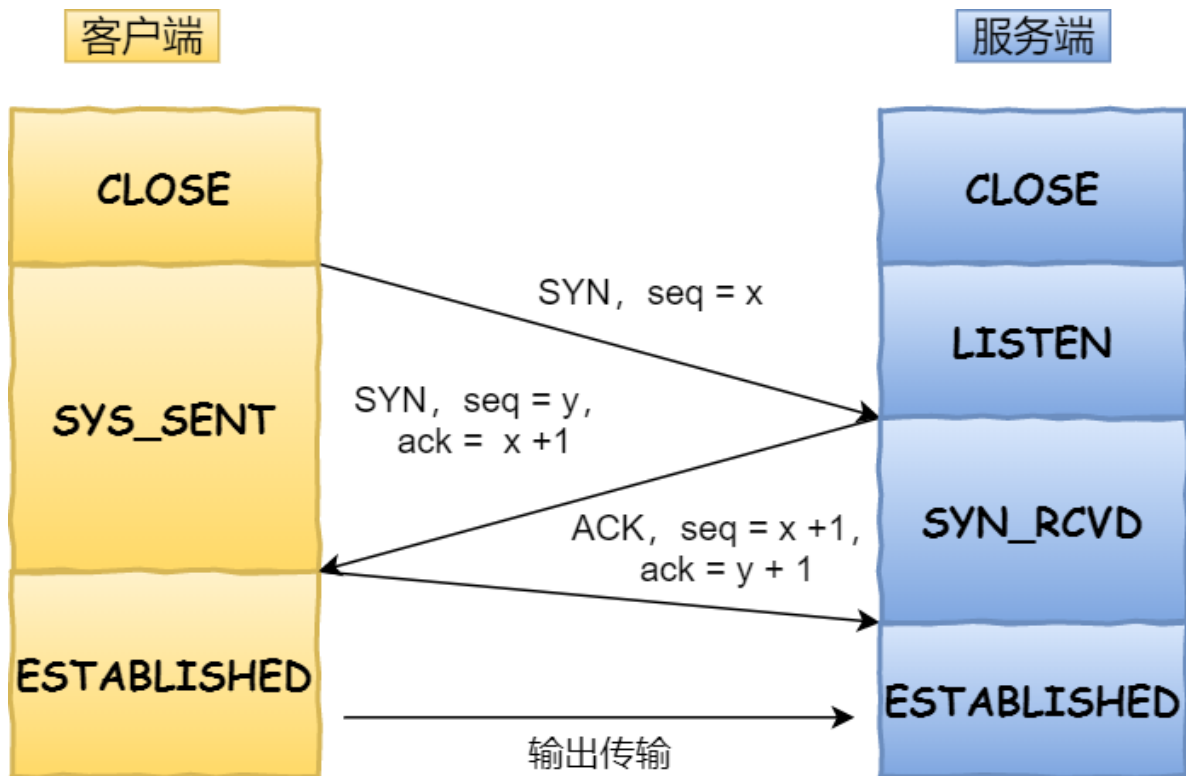 客户端
服务端
CLOSE
CLOSE
SYN, seq = x
LISTEN
SYS_SENT
SYN, seq = y,
ack = x +1
SYN_RCVD
ACK, seq = x +1,
ack = y + 1
ESTABLISHED
ESTABLISHED
输出传输